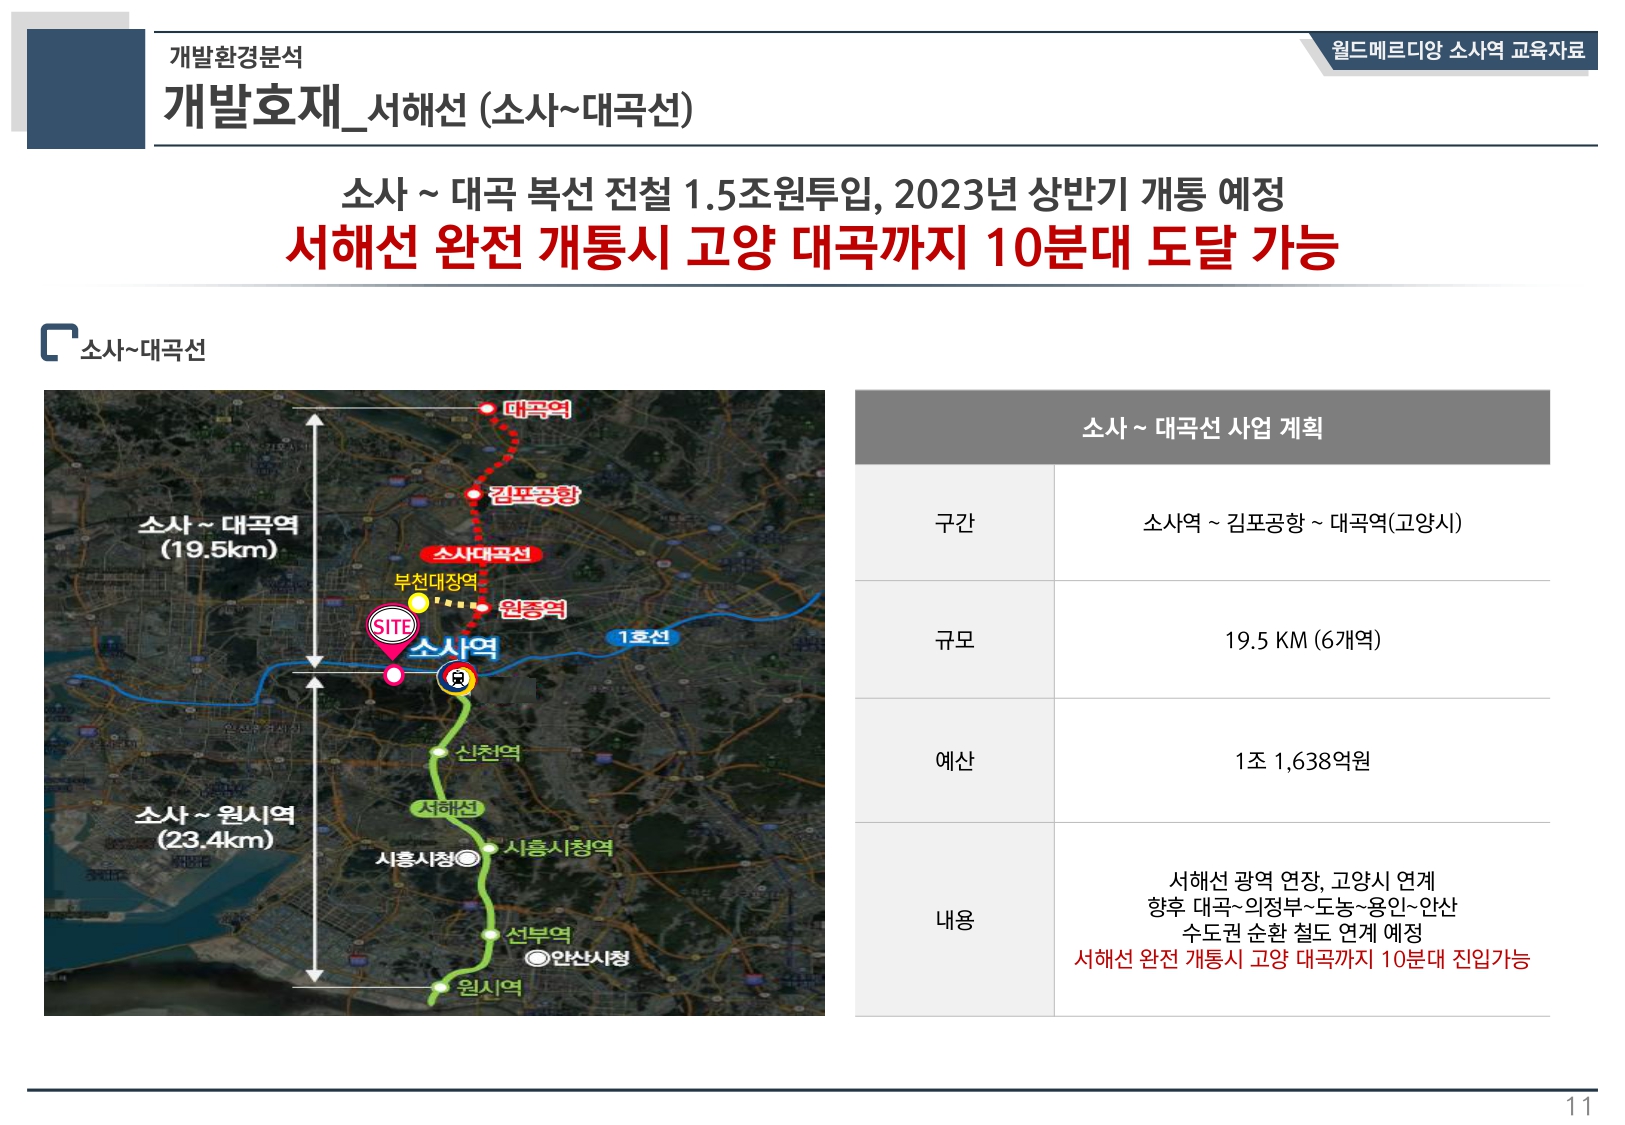 개발환경분석
월드메르디앙 소사역 교육자료
개발호재_서해선 (소사~대곡선)
소사 ~ 대곡 복선 전철 1.5조원투입, 2023년 상반기 개통 예정
서해선 완전 개통시 고양 대곡까지 10분대 도달 가능
소사~대곡선
대곡역
김포공항
소사 ~ 대곡역
(19.5km)
소사대곡선
부천대장역
원종역
SITE
소사역
1호선
신천역
서해선
소사 ~ 원시역
(23.4km)
시흥시청역
시흥시청
선부역
안산시청
원시역
소사 ~ 대곡선 사업 계획
구간
소사역 ~ 김포공항 ~ 대곡역(고양시)
규모
19.5 KM (6개역)
예산
1조 1,638억원
내용
서해선 광역 연장, 고양시 연계
향후 대곡~의정부~도농~용인~안산
수도권 순환 철도 연계 예정
서해선 완전 개통시 고양 대곡까지 10분대 진입가능
11